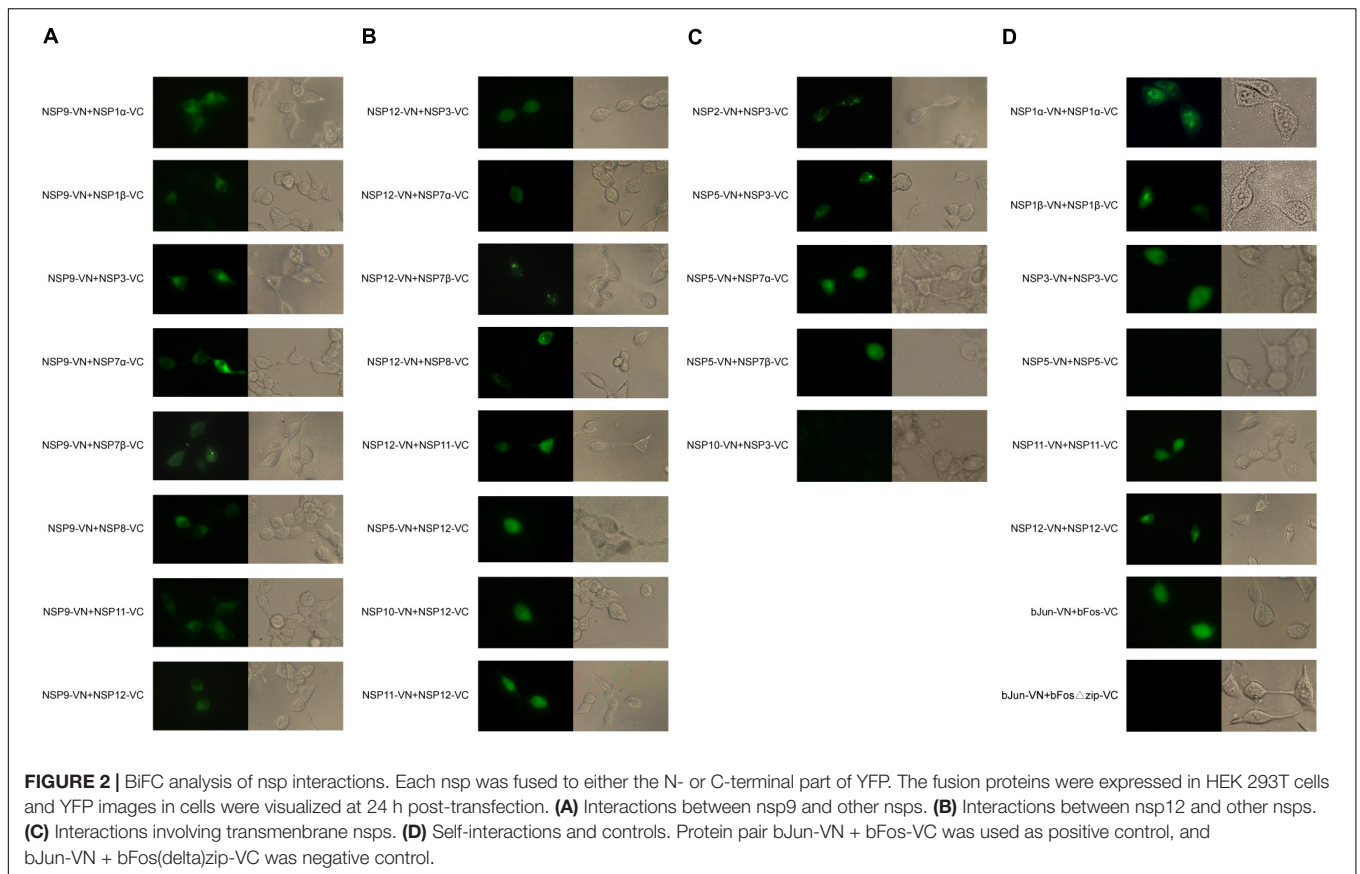 A
B
C
D
NSP9-VN+NSP1α-VC
NSP9-VN+NSP1β-VC
NSP9-VN+NSP3-VC
NSP9-VN+NSP7α-VC
NSP9-VN+NSP7β-VC
NSP9-VN+NSP8-VC
NSP9-VN+NSP11-VC
NSP9-VN+NSP12-VC
NSP12-VN+NSP3-VC
NSP12-VN+NSP7α-VC
NSP12-VN+NSP7β-VC
NSP12-VN+NSP8-VC
NSP12-VN+NSP11-VC
NSP5-VN+NSP12-VC
NSP10-VN+NSP12-VC
NSP11-VN+NSP12-VC
NSP2-VN+NSP3-VC
NSP5-VN+NSP3-VC
NSP5-VN+NSP7α-VC
NSP5-VN+NSP7β-VC
NSP10-VN+NSP3-VC
NSP1α-VN+NSP1α-VC
NSP1β-VN+NSP1β-VC
NSP3-VN+NSP3-VC
NSP5-VN+NSP5-VC
NSP11-VN+NSP11-VC
NSP12-VN+NSP12-VC
bJun-VN+bFos-VC
bJun-VN+bFos△zip-VC
FIGURE 2 | BiFC analysis of nsp interactions. Each nsp was fused to either the N- or C-terminal part of YFP. The fusion proteins were expressed in HEK 293T cells
and YFP images in cells were visualized at 24 h post-transfection. (A) Interactions between nsp9 and other nsps. (B) Interactions between nsp12 and other nsps.
(C) Interactions involving transmenbrane nsps. (D) Self-interactions and controls. Protein pair bJun-VN + bFos-VC was used as positive control, and
bJun-VN + bFos(delta)zip-VC was negative control.